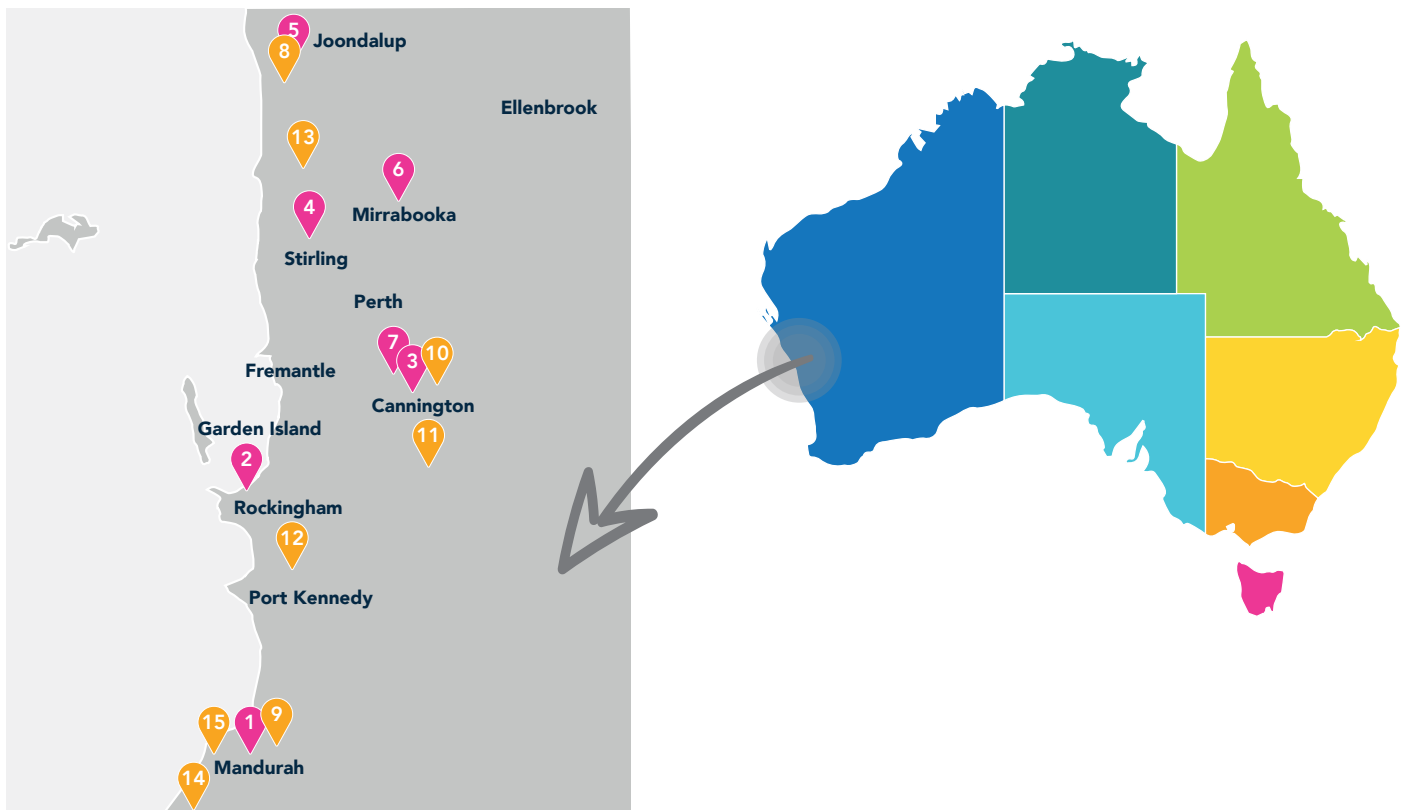 5
Joondalup
8
Ellenbrook
13
6
4
Mirrabooka
Stirling
Perth
7
3
10
Fremantle
Cannington
Garden Island
11
2
Rockingham
12
Port Kennedy
15
1
9
Mandurah
14